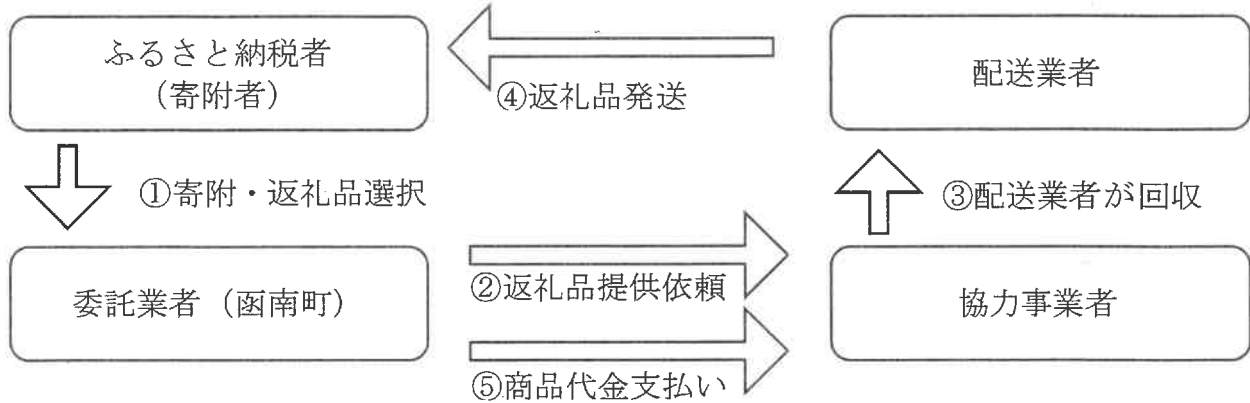 ふるさと納税者
（寄附者）
④返礼品発送
配送業者
①寄附・返礼品選択
③配送業者が回収
委託業者（函南町）
②返礼品提供依頼
協力事業者
⑤商品代金支払い